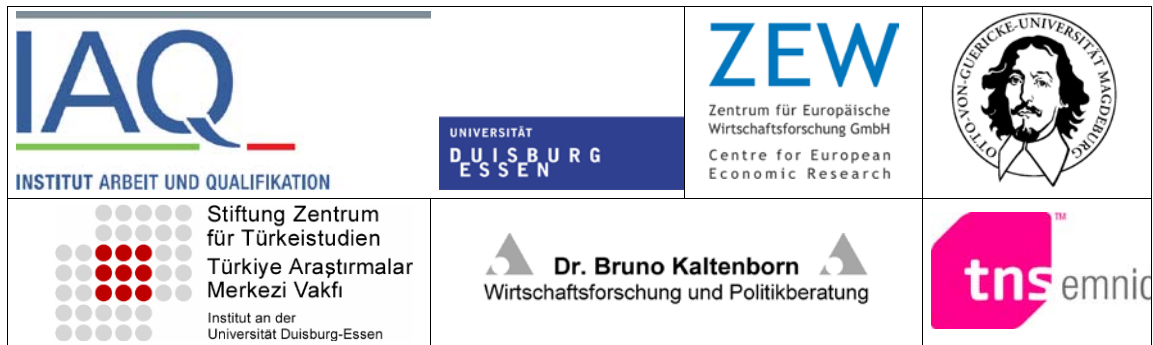 IAQ
INSTITUT ARBEIT UND QUALIFIKATION
UNIVERSITÄT
DUISBURG
ESSEN
ZEW
Zentrum für Europäische
Wirtschaftsforschung GmbH
Centre for European
Economic Research
OTTO-VON-GUERICKE-UNIVERSITÄT MAGDEBURG
Stiftung Zentrum
für Türkeistudien
Türkiye Araştırmalar
Merkezi Vakfı
Institut an der
Universität Duisburg-Essen
Dr. Bruno Kaltenborn
Wirtschaftsforschung und Politikberatung
TM
tns emnid